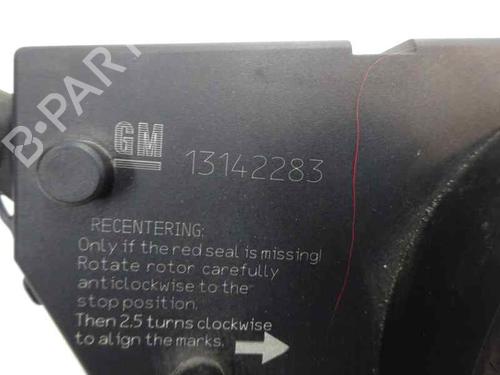 B-PARTS
GM
13142283
RECENTERING:
Only if the red seal is missing!
Rotate rotor carefully
anticlockwise to the
stop position.
Then 2.5 turns clockwise
to align the marks.